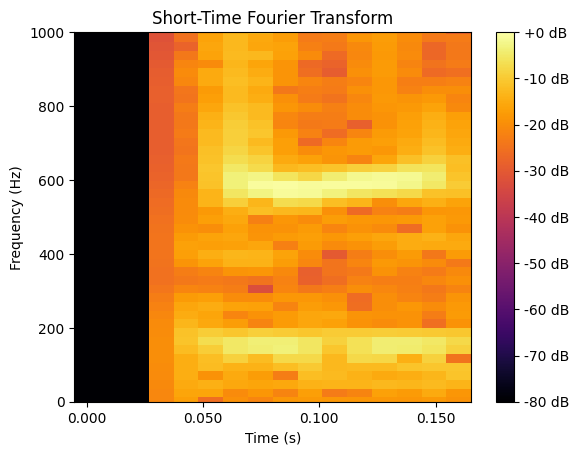 Short-Time Fourier Transform
1000
800
600
400
200
0
Frequency (Hz)
0.000
0.050
0.100
0.150
Time (s)
+0 dB
-10 dB
-20 dB
-30 dB
-40 dB
-50 dB
-60 dB
-70 dB
-80 dB